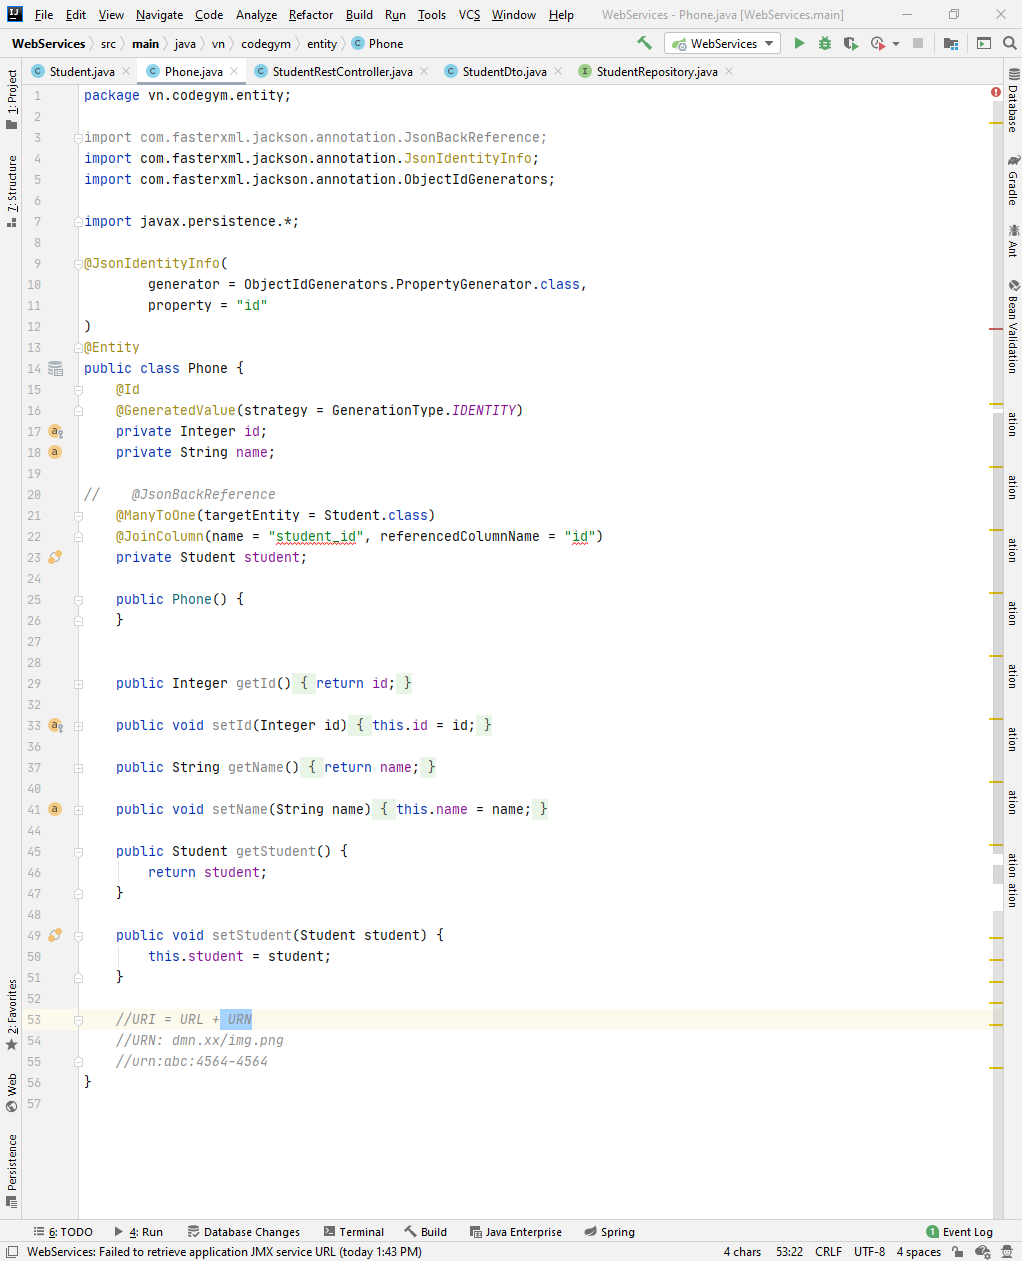 File Edit View Navigate Code Analyze Refactor Build Run Tools VCS Window Help WebServices - Phone.java [WebServices.main]
WebServices src main java vn codegym entity Phone WebServices
Student.java Phone.java StudentRestController.java StudentDto.java StudentRepository.java
1 package vn.codegym.entity;
2
3 import com.fasterxml.jackson.annotation.JsonBackReference;
4 import com.fasterxml.jackson.annotation.JsonIdentityInfo;
5 import com.fasterxml.jackson.annotation.ObjectIdGenerators;
6
7 import javax.persistence.*;
8
9 @JsonIdentityInfo(
10 generator = ObjectIdGenerators.PropertyGenerator.class,
11 property = "id"
12 )
13 @Entity
14 public class Phone {
15 @Id
16 @GeneratedValue(strategy = GenerationType.IDENTITY)
17 private Integer id;
18 private String name;
19
20 // @JsonBackReference
21 @ManyToOne(targetEntity = Student.class)
22 @JoinColumn(name = "student_id", referencedColumnName = "id")
23 private Student student;
24
25 public Phone() {
26 }
27
28
29 public Integer getId() { return id; }
32
33 public void setId(Integer id) { this.id = id; }
36
37 public String getName() { return name; }
40
41 public void setName(String name) { this.name = name; }
44
45 public Student getStudent() {
46 return student;
47 }
48
49 public void setStudent(Student student) {
50 this.student = student;
51 }
52
53 //URI = URL + URN
54 //URN: dmn.xx/img.png
55 //urn:abc:4564-4564
56 }
57
1: Project
7: Structure
2: Favorites
Web
Persistence
Database
Gradle
Ant
Bean Validation
ation
ation
ation
ation
ation
ation
ation
ation ation
6: TODO 4: Run Database Changes Terminal Build Java Enterprise Spring 1 Event Log
WebServices: Failed to retrieve application JMX service URL (today 1:43 PM) 4 chars 53:22 CRLF UTF-8 4 spaces